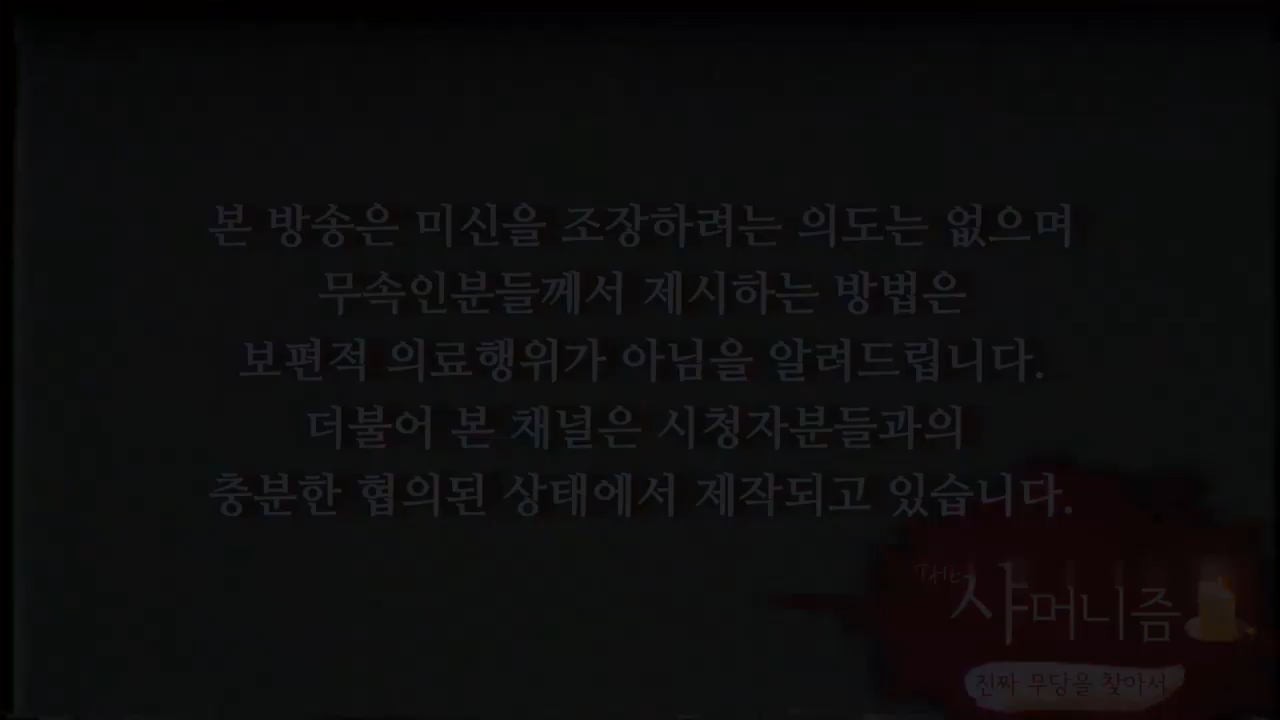 본 방송은 미신을 조장하려는 의도는 없으며
무속인분들께서 제시하는 방법은
보편적 의료행위가 아님을 알려드립니다.
더불어 본 채널은 시청자분들과의
충분한 협의된 상태에서 제작되고 있습니다.
THE 샤머니즘
진짜 무당을 찾아서